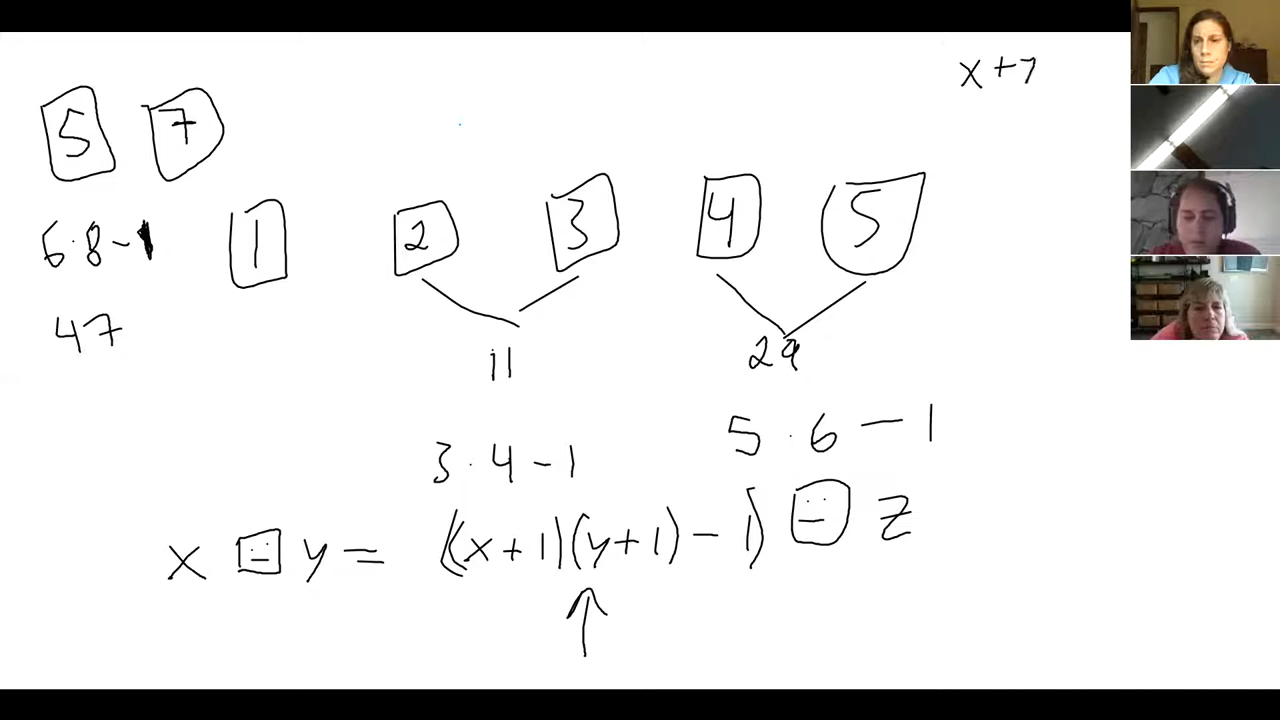 x + 7
5 7
6·8-1 1 2 3 4 5
47
11 29
5 · 6 - 1
3 · 4 - 1
x y = ((x + 1)(y + 1) - 1) z